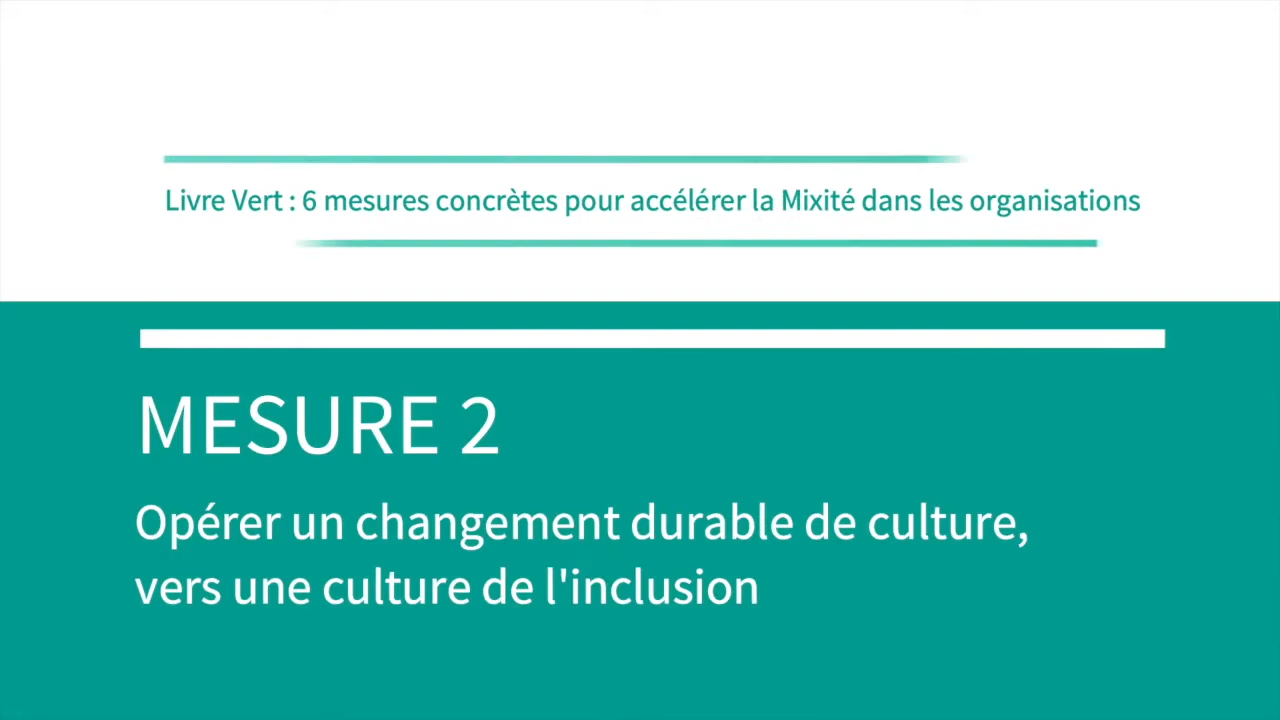 Livre Vert : 6 mesures concrètes pour accélérer la Mixité dans les organisations
MESURE 2
Opérer un changement durable de culture,
vers une culture de l'inclusion